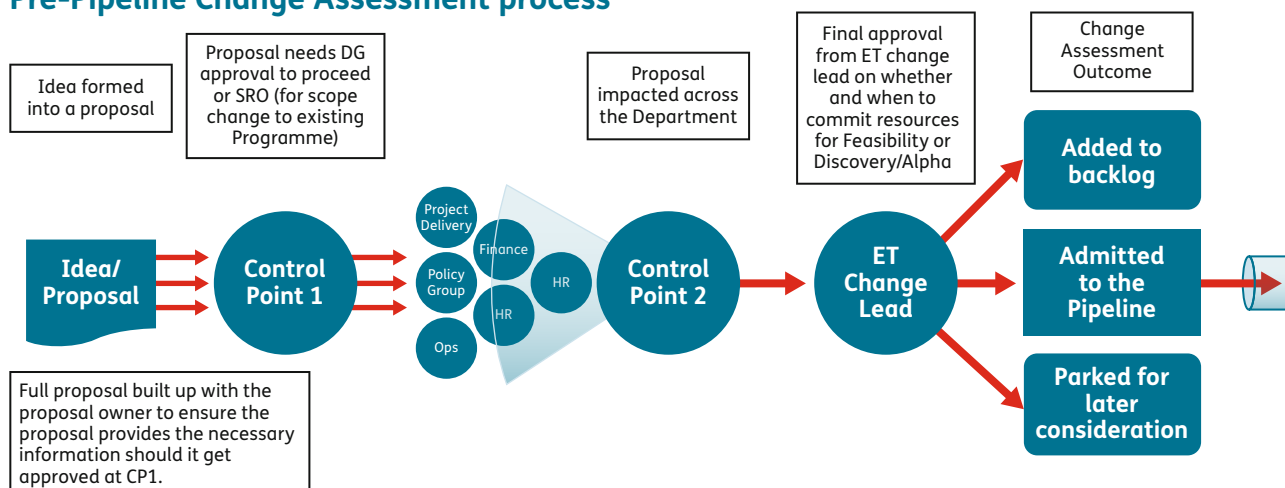 Pre-Pipeline Change Assessment process
Idea formed
into a proposal
Proposal needs DG
approval to proceed
or SRO (for scope
change to existing
Programme)
Proposal
impacted across
the Department
Final approval
from ET change
lead on whether
and when to
commit resources
for Feasibility or
Discovery/Alpha
Change
Assessment
Outcome
Idea/
Proposal
Control
Point 1
Project
Delivery
Finance
Policy
Group
HR
HR
Ops
Control
Point 2
ET
Change
Lead
Added to
backlog
Admitted
to the
Pipeline
Parked for
later
consideration
Full proposal built up with the
proposal owner to ensure the
proposal provides the necessary
information should it get
approved at CP1.